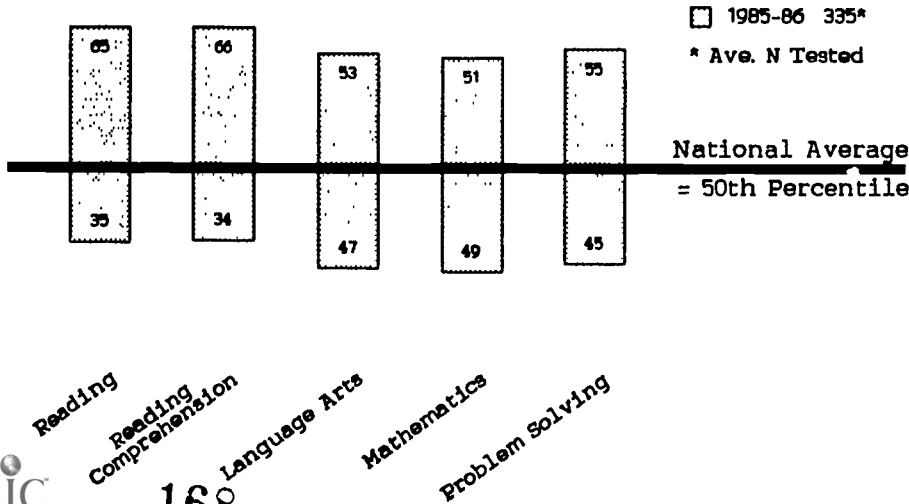 1985-86 335*
* Ave. N Tested
65 66 53 51 55
National Average
= 50th Percentile
35 34 47 49 45
Reading
Reading
Comprehension
Language Arts
Mathematics
Problem Solving
IC